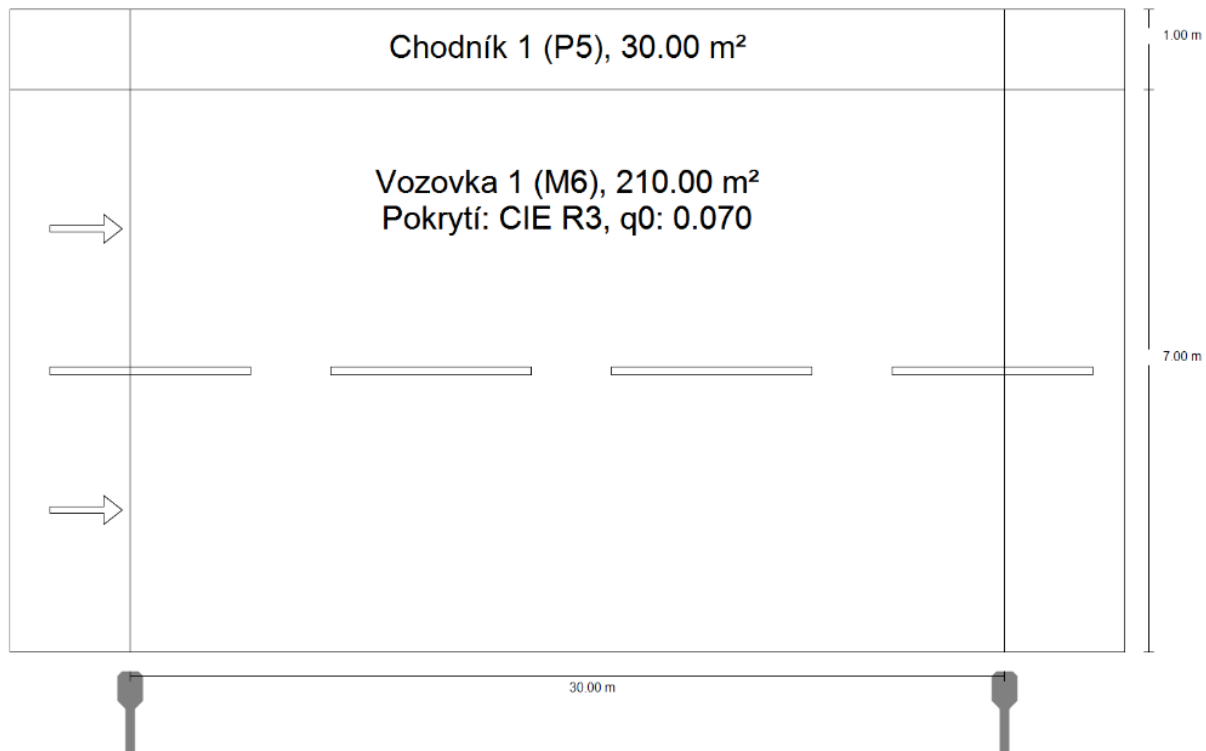 Chodník 1 (P5), 30.00 m²
1.00 m
Vozovka 1 (M6), 210.00 m²
Pokrytí: CIE R3, q0: 0.070
7.00 m
30.00 m